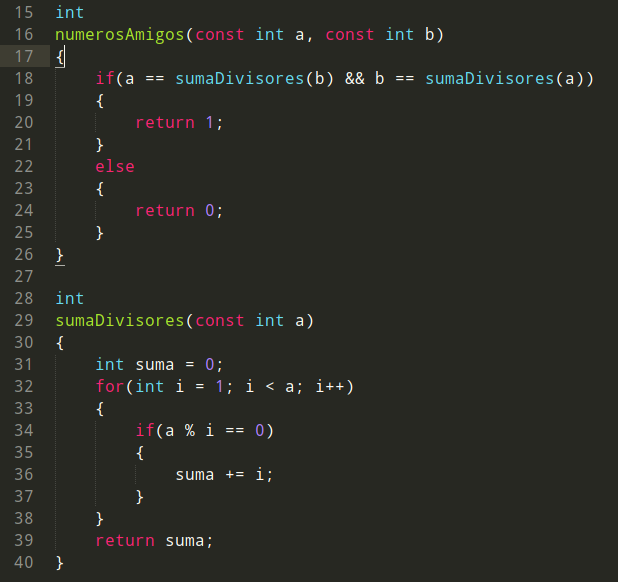 15 int
16 numerosAmigos(const int a, const int b)
17 {
18     if(a == sumaDivisores(b) && b == sumaDivisores(a))
19     {
20         return 1;
21     }
22     else
23     {
24         return 0;
25     }
26 }
27
28 int
29 sumaDivisores(const int a)
30 {
31     int suma = 0;
32     for(int i = 1; i < a; i++)
33     {
34         if(a % i == 0)
35         {
36             suma += i;
37         }
38     }
39     return suma;
40 }